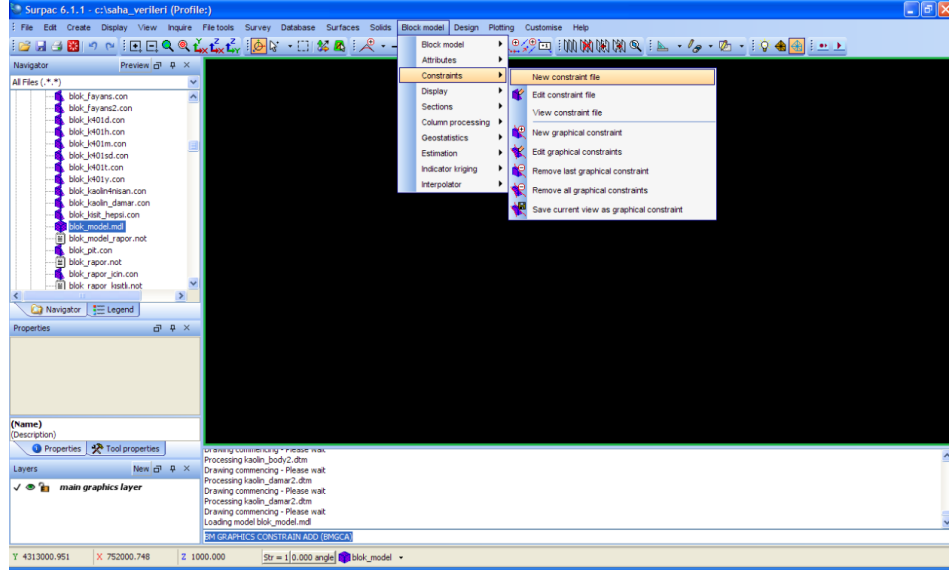 Surpac 6.1.1 - c:\saha_verileri (Profile:)
File Edit Create Display View Inquire File tools Survey Database Surfaces Solids Block model Design Plotting Customise Help
Navigator Preview
All Files (.*.*)
blok_fayans.con
blok_fayans2.con
blok_k401d.con
blok_k401h.con
blok_k401m.con
blok_k401sd.con
blok_k401t.con
blok_k401y.con
blok_kaolin4nisan.con
blok_kaolin_damar.con
blok_kisit_hepsi.con
blok_model.mdl
blok_model_rapor.not
blok_pit.con
blok_rapor.not
blok_rapor_icin.con
blok_rapor_kisitli.not
Navigator Legend
Block model
Attributes
Constraints
Display
Sections
Column processing
Geostatistics
Estimation
Indicator kriging
Interpolator
New constraint file
Edit constraint file
View constraint file
New graphical constraint
Edit graphical constraints
Remove last graphical constraint
Remove all graphical constraints
Save current view as graphical constraint
Properties
(Name)
(Description)
Properties Tool properties
Layers New
main graphics layer
Drawing commencing - Please wait
Processing kaolin_body2.dtm
Drawing commencing - Please wait
Processing kaolin_damar2.dtm
Drawing commencing - Please wait
Processing kaolin_damar2.dtm
Drawing commencing - Please wait
Loading model blok_model.mdl
BM GRAPHICS CONSTRAIN ADD (BMGCA)
Y 4313000.951 X 752000.748 Z 1000.000 Str = 1 0.000 angle blok_model